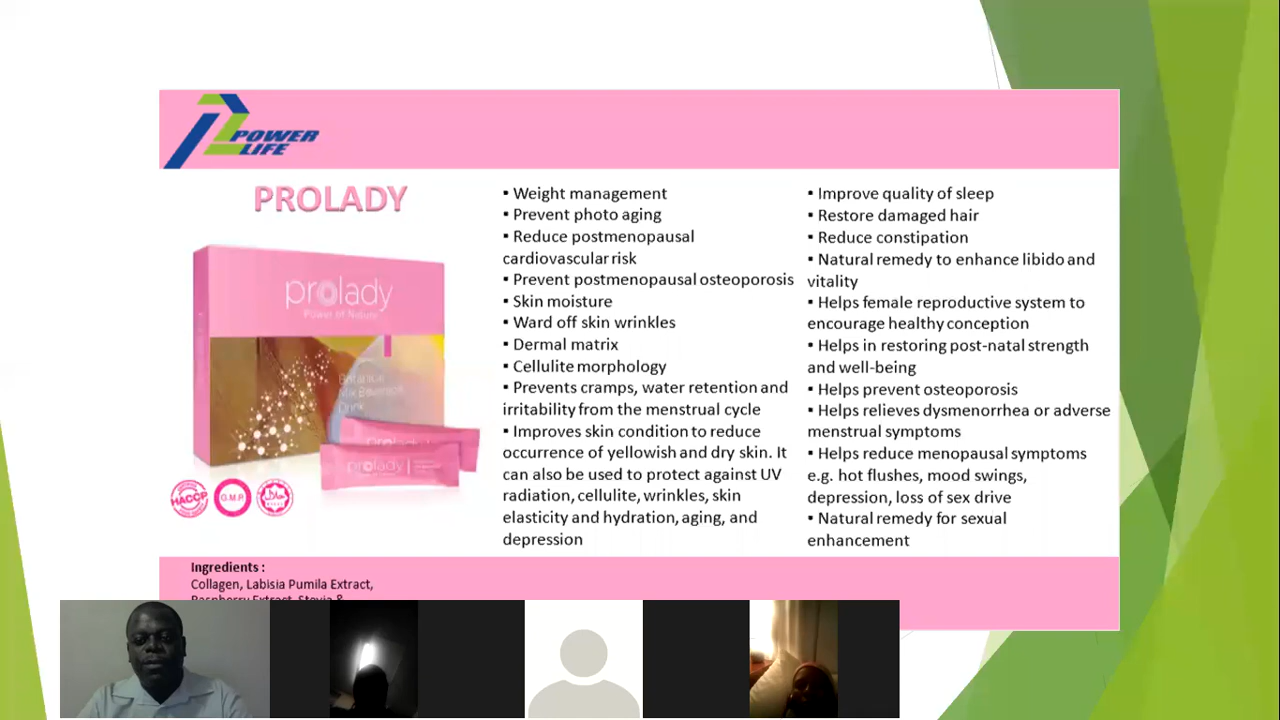 POWER
LIFE
PROLADY
prolady
Power of Nature
Botanical
Mix Beverage
Drink
prolady
prolady
HACCP
G.M.P.
▪ Weight management
▪ Prevent photo aging
▪ Reduce postmenopausal
cardiovascular risk
▪ Prevent postmenopausal osteoporosis
▪ Skin moisture
▪ Ward off skin wrinkles
▪ Dermal matrix
▪ Cellulite morphology
▪ Prevents cramps, water retention and
irritability from the menstrual cycle
▪ Improves skin condition to reduce
occurrence of yellowish and dry skin. It
can also be used to protect against UV
radiation, cellulite, wrinkles, skin
elasticity and hydration, aging, and
depression
▪ Improve quality of sleep
▪ Restore damaged hair
▪ Reduce constipation
▪ Natural remedy to enhance libido and
vitality
▪ Helps female reproductive system to
encourage healthy conception
▪ Helps in restoring post-natal strength
and well-being
▪ Helps prevent osteoporosis
▪ Helps relieves dysmenorrhea or adverse
menstrual symptoms
▪ Helps reduce menopausal symptoms
e.g. hot flushes, mood swings,
depression, loss of sex drive
▪ Natural remedy for sexual
enhancement
Ingredients :
Collagen, Labisia Pumila Extract,
Raspberry Extract, Stevia &